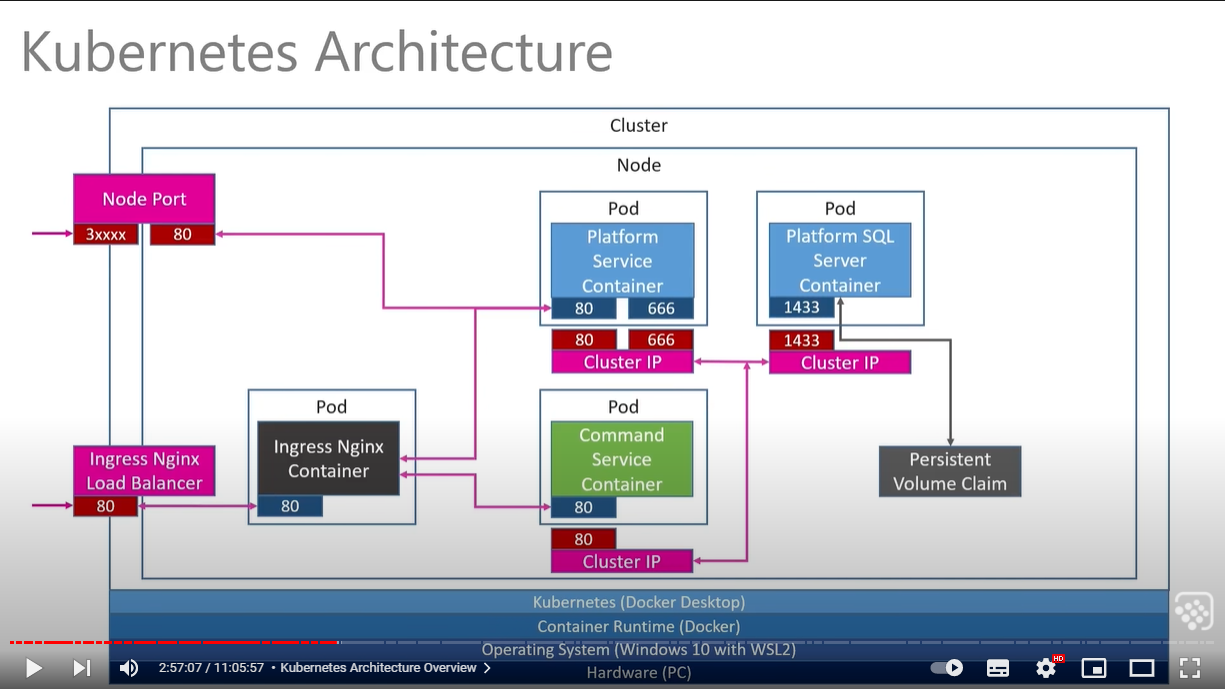 Kubernetes Architecture
Cluster
Node
Node Port
3xxxx 80
Pod
Platform
Service
Container
80 666
80 666
Cluster IP
Pod
Platform SQL
Server
Container
1433
1433
Cluster IP
Pod
Ingress Nginx
Container
80
Ingress Nginx
Load Balancer
80
Pod
Command
Service
Container
80
80
Cluster IP
Persistent
Volume Claim
Kubernetes (Docker Desktop)
Container Runtime (Docker)
Operating System (Windows 10 with WSL2)
Hardware (PC)
2:57:07 / 11:05:57 • Kubernetes Architecture Overview
HD